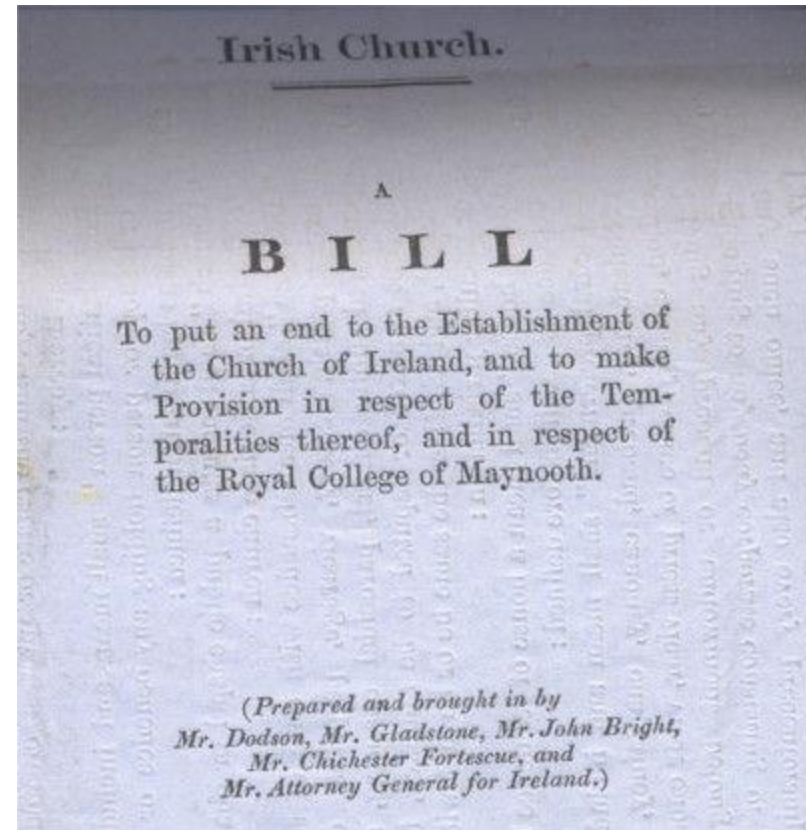 Irish Church.
A
BILL
To put an end to the Establishment of
the Church of Ireland, and to make
Provision in respect of the Tem-
poralities thereof, and in respect of
the Royal College of Maynooth.
(Prepared and brought in by
Mr. Dodson, Mr. Gladstone, Mr. John Bright,
Mr. Chichester Fortescue, and
Mr. Attorney General for Ireland.)